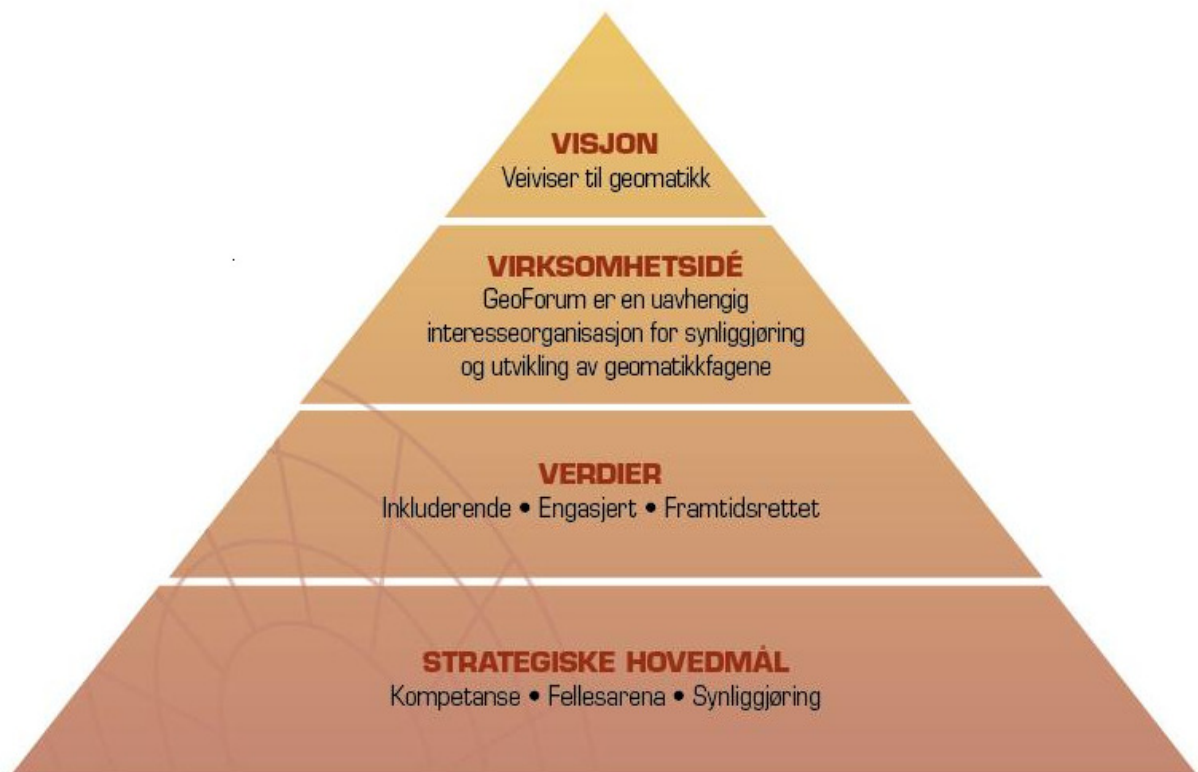 VISJON
Veiviser til geomatikk
VIRKSOMHETSIDÉ
GeoForum er en uavhengig
interesseorganisasjon for synliggjøring
og utvikling av geomatikkfagene
VERDIER
Inkluderende • Engasjert • Framtidsrettet
STRATEGISKE HOVEDMÅL
Kompetanse • Fellesarena • Synliggjøring